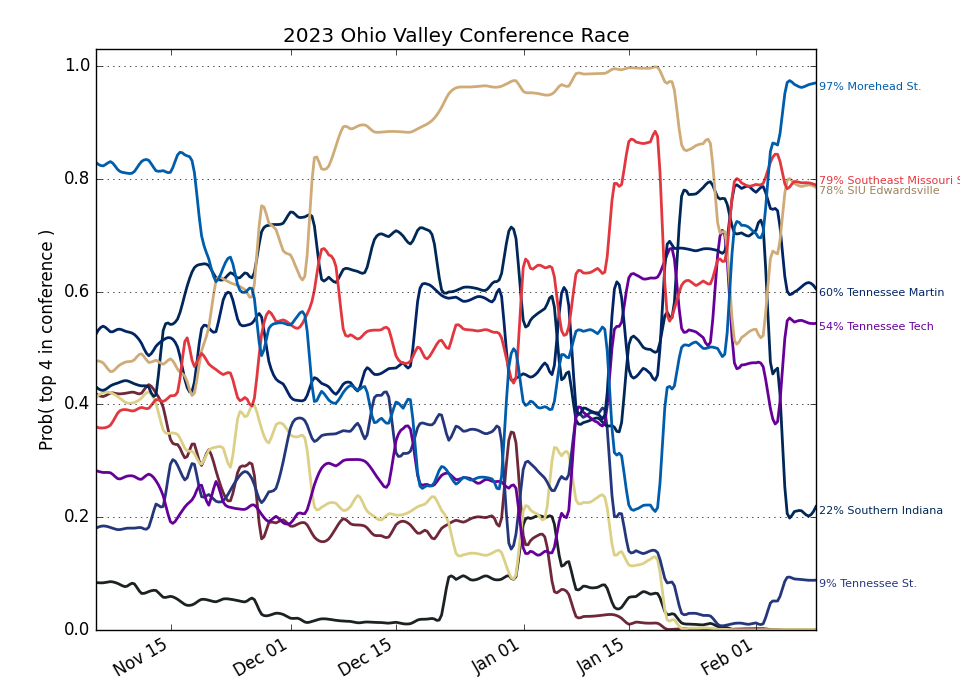 2023 Ohio Valley Conference Race
Prob( top 4 in conference )
1.0
0.8
0.6
0.4
0.2
0.0
Nov 15
Dec 01
Dec 15
Jan 01
Jan 15
Feb 01
97% Morehead St.
79% Southeast Missouri S
78% SIU Edwardsville
60% Tennessee Martin
54% Tennessee Tech
22% Southern Indiana
9% Tennessee St.